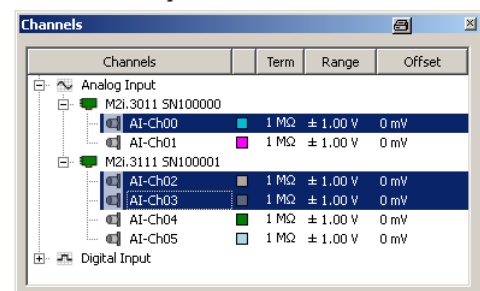 Channels
Channels Term Range Offset
Analog Input
M2i.3011 SN100000
AI-Ch00 1 MΩ ± 1.00 V 0 mV
AI-Ch01 1 MΩ ± 1.00 V 0 mV
M2i.3111 SN100001
AI-Ch02 1 MΩ ± 1.00 V 0 mV
AI-Ch03 1 MΩ ± 1.00 V 0 mV
AI-Ch04 1 MΩ ± 1.00 V 0 mV
AI-Ch05 1 MΩ ± 1.00 V 0 mV
Digital Input